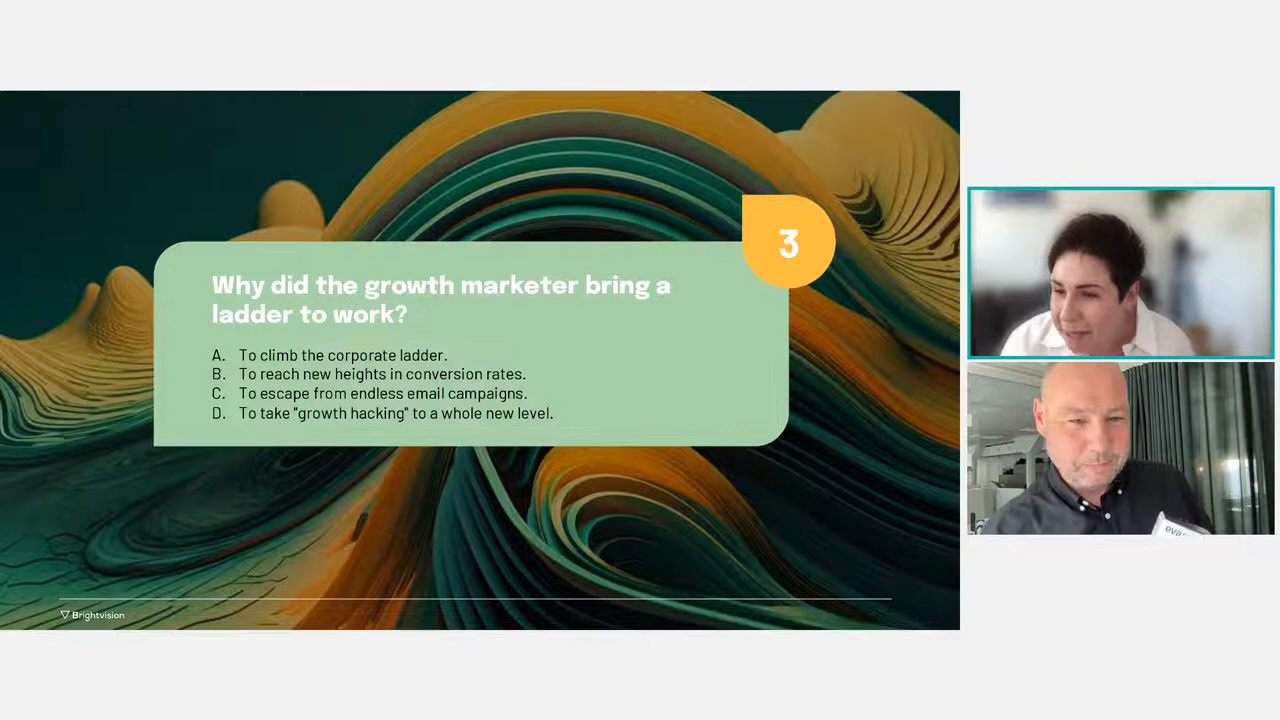 3
Why did the growth marketer bring a
ladder to work?
A. To climb the corporate ladder.
B. To reach new heights in conversion rates.
C. To escape from endless email campaigns.
D. To take "growth hacking" to a whole new level.
Brightvision